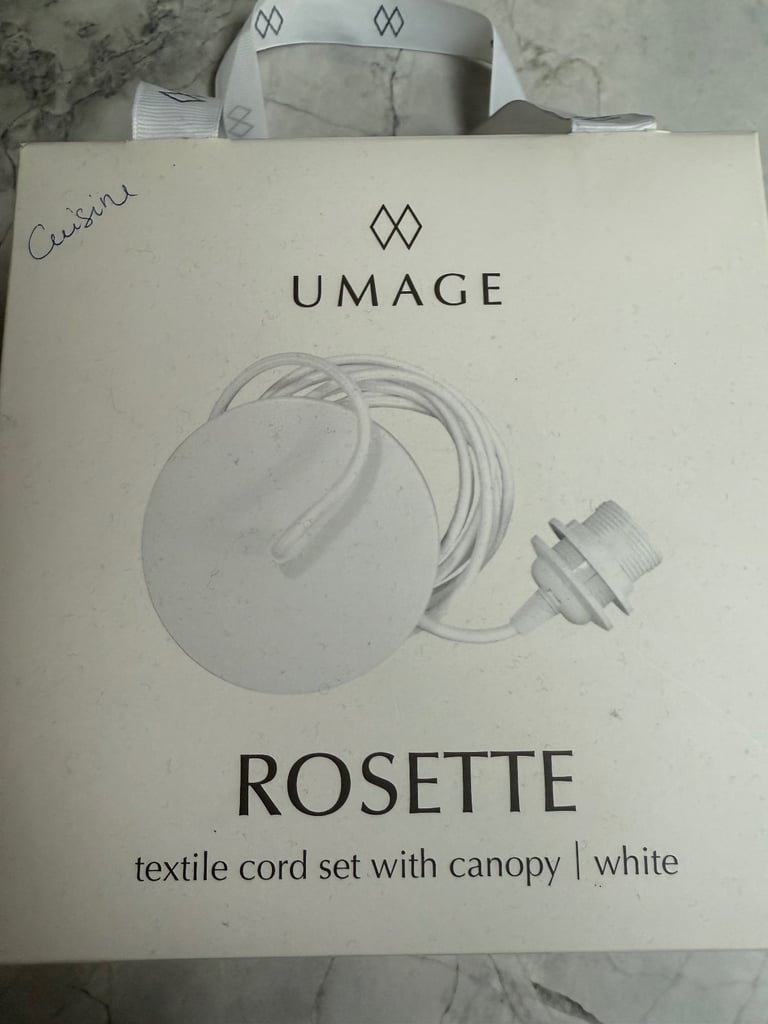 Cuisine
UMAGE
ROSETTE
textile cord set with canopy | white